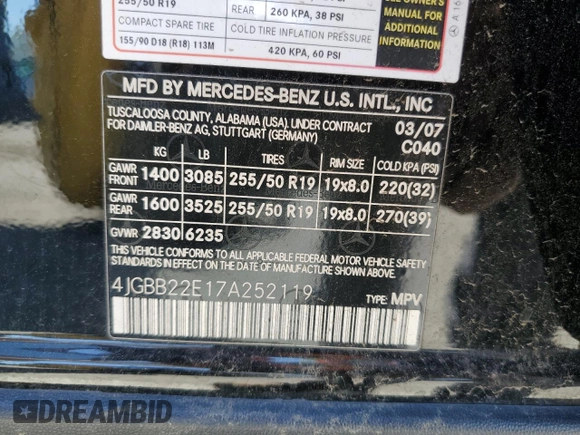 255/50 R19
REAR 260 KPA, 38 PSI
COMPACT SPARE TIRE COLD TIRE INFLATION PRESSURE
155/90 D18 (R18) 113M 420 KPA, 60 PSI
SEE OWNER'S
MANUAL FOR
ADDITIONAL
INFORMATION
A 16
MFD BY MERCEDES-BENZ U.S. INTL., INC
TUSCALOOSA COUNTY, ALABAMA (USA). UNDER CONTRACT 03/07
FOR DAIMLER-BENZ AG, STUTTGART (GERMANY) C040
KG LB TIRES RIM SIZE COLD KPA (PSI)
GAWR FRONT 1400 3085 255/50 R19 19x8.0 220(32)
GAWR REAR 1600 3525 255/50 R19 19x8.0 270(39)
GVWR 2830 6235
THIS VEHICLE CONFORMS TO ALL APPLICABLE FEDERAL MOTOR VEHICLE
SAFETY STANDARDS IN EFFECT ON THE DATE OF MANUFACTURE SHOWN ABOVE.
4JGBB22E17A252119 TYPE: MPV
DREAMBID